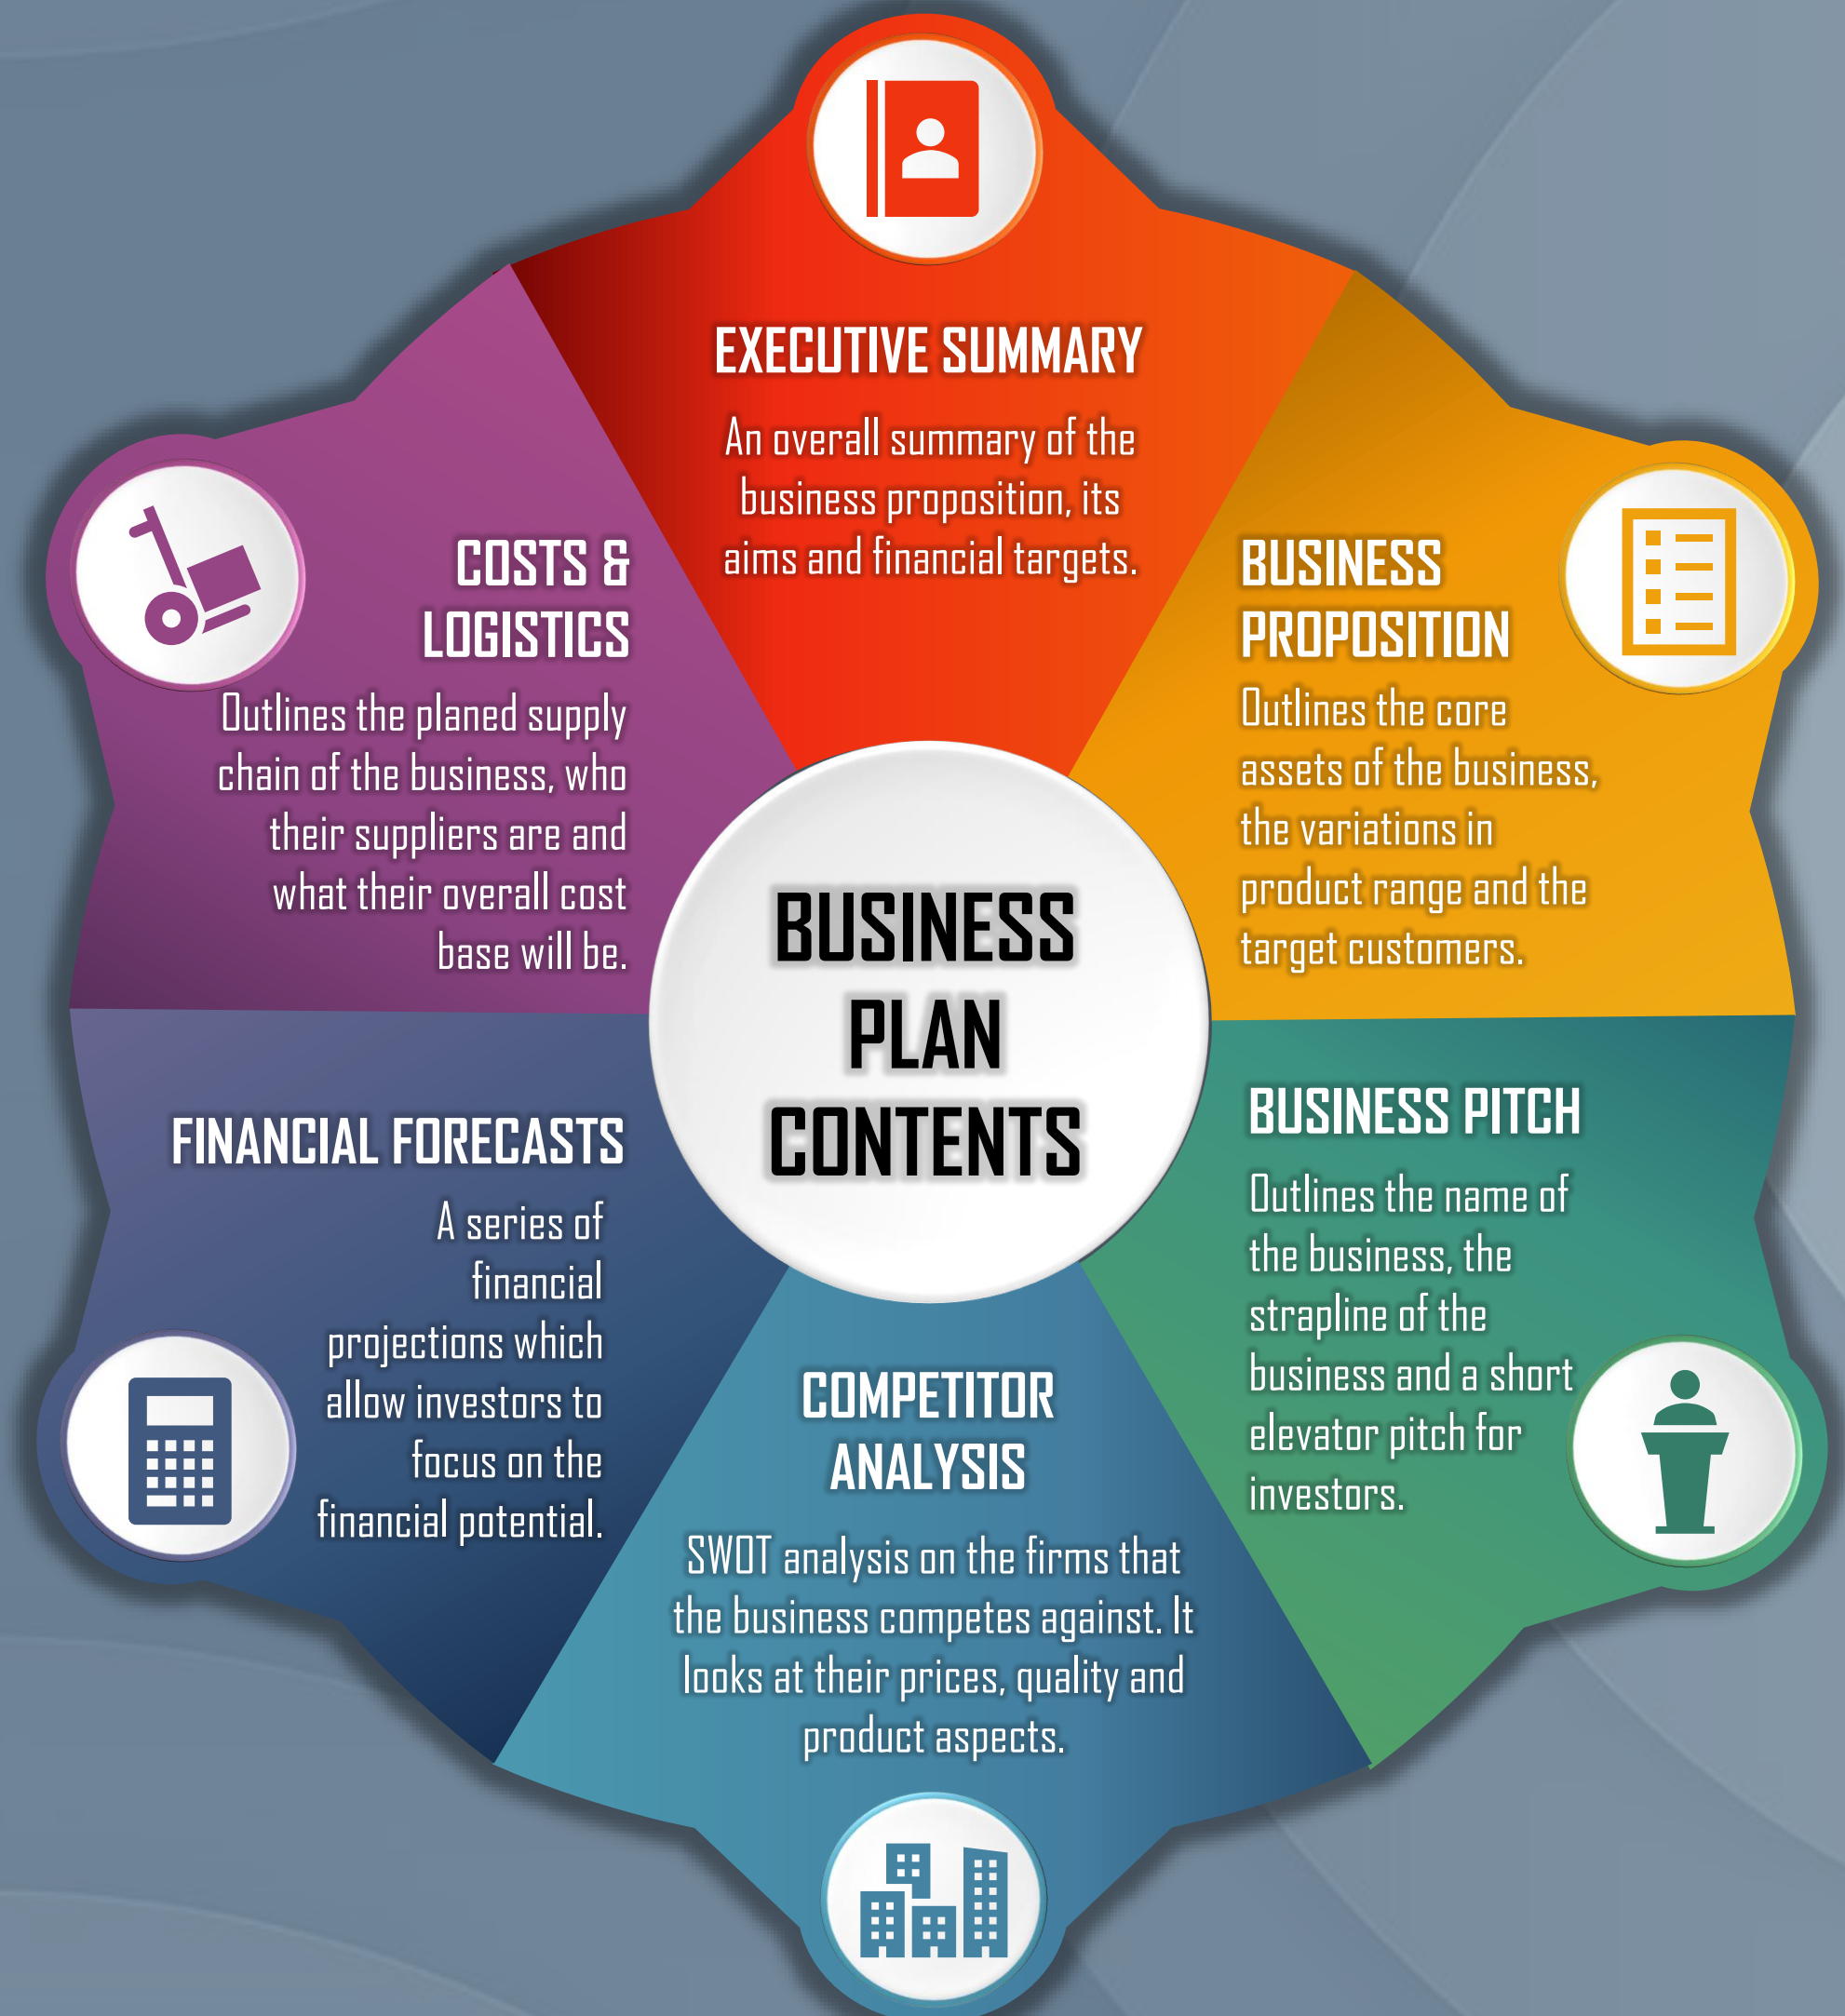 EXECUTIVE SUMMARY
An overall summary of the
business proposition, its
aims and financial targets.
BUSINESS
PROPOSITION
Outlines the core
assets of the business,
the variations in
product range and the
target customers.
BUSINESS PITCH
Outlines the name of
the business, the
strapline of the
business and a short
elevator pitch for
investors.
COMPETITOR
ANALYSIS
SWOT analysis on the firms that
the business competes against. It
looks at their prices, quality and
product aspects.
FINANCIAL FORECASTS
A series of
financial
projections which
allow investors to
focus on the
financial potential.
COSTS &
LOGISTICS
Outlines the planed supply
chain of the business, who
their suppliers are and
what their overall cost
base will be.
BUSINESS
PLAN
CONTENTS